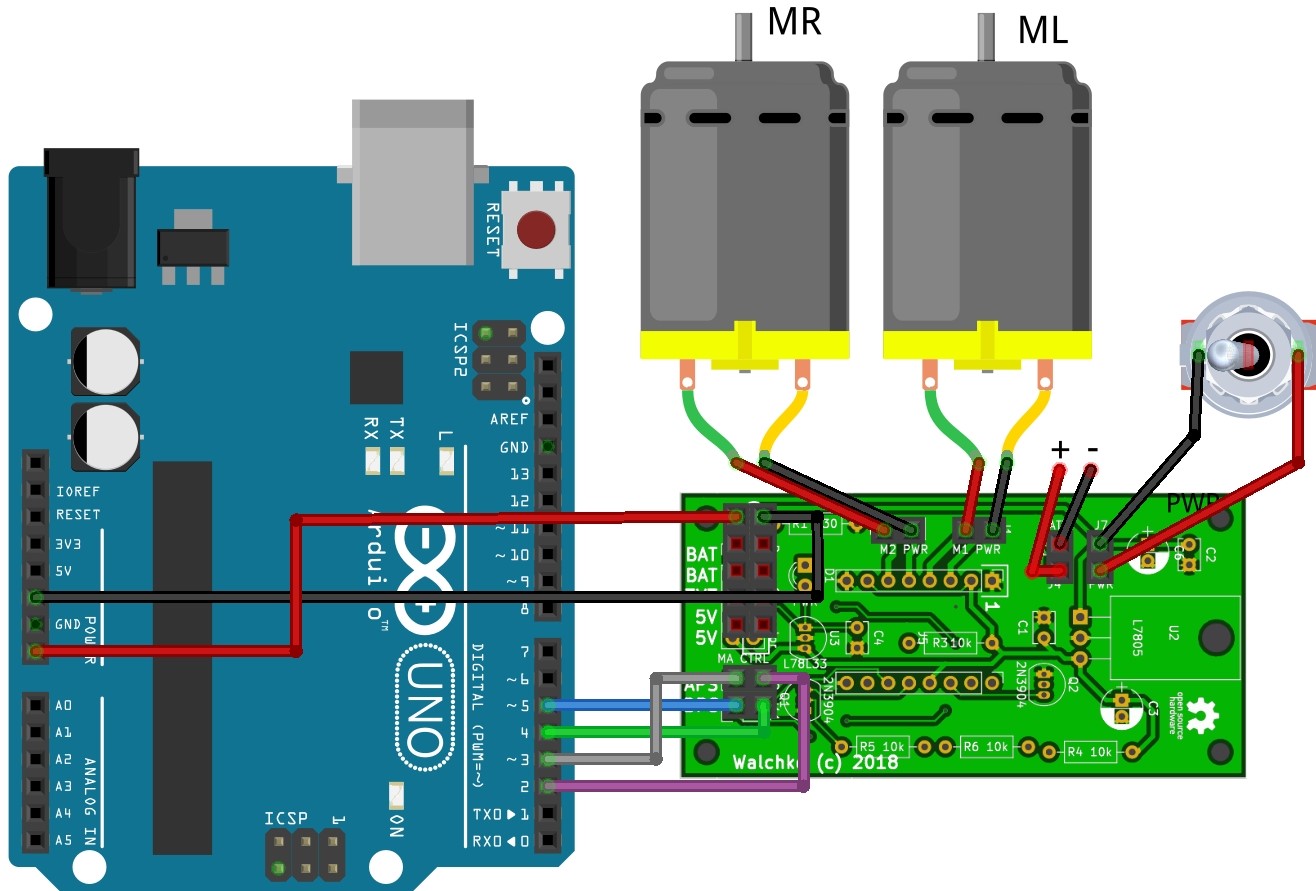 MR
ML
RESET
ICSP2
AREF
GND
13
12
~11
~10
~9
8
RX
TX
L
IOREF
RESET
3V3
5V
GND
POWER
Arduino™
UNO
DIGITAL (PWM=~)
7
~6
~5
4
~3
2
TX0▶1
RX0◀0
A0
A1
A2
A3
A4
A5
ANALOG IN
ICSP
1
ON
+ -
PWR
M2 PWR
M1 PWR
J7
PWR
BAT
BAT
5V
5V
MA CTRL
D1
1
U3
L78L33
C4
R3 10k
C1
L7805
U2
C6
C2
2N3904
Q1
2N3904
Q2
C3
open source
hardware
R5 10k
R6 10k
R4 10k
Walchko (c) 2018